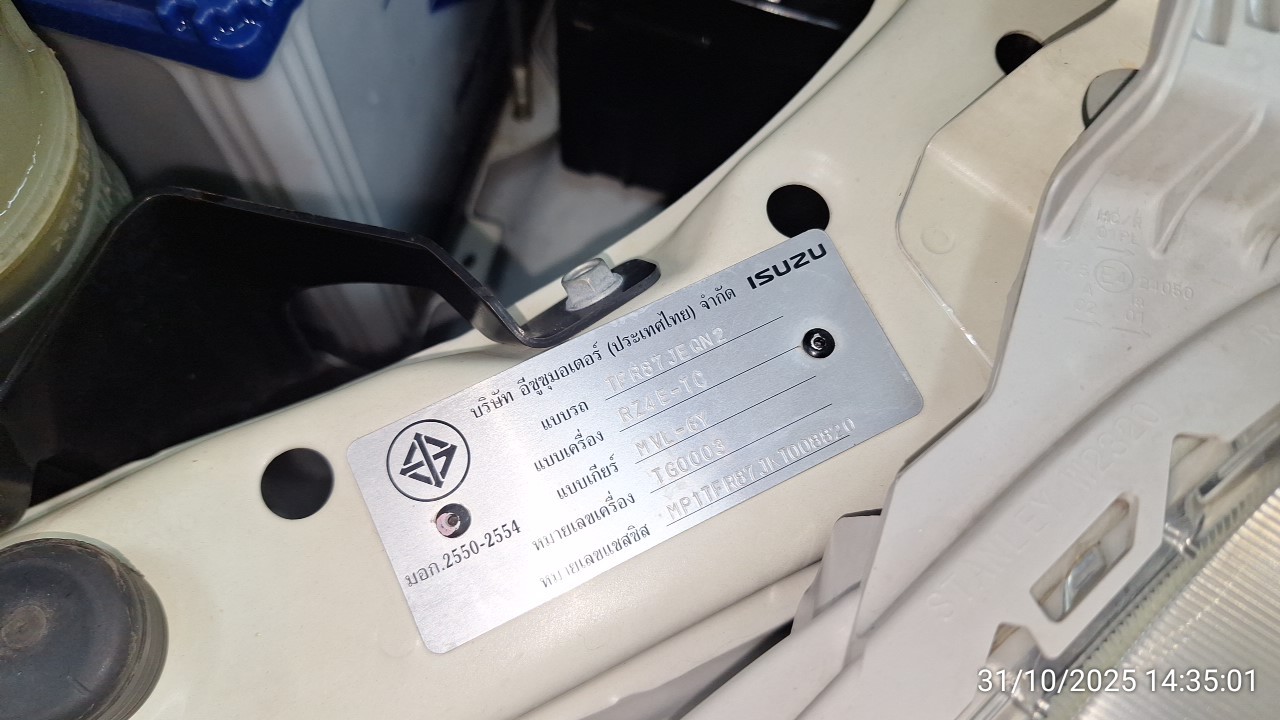 ISUZU
บริษัท อีซูซุมอเตอร์ (ประเทศไทย) จำกัด
แบบรถ TFR87JEQN2
แบบเครื่อง RZ4E-TC
แบบเกียร์ MVL-6Y
หมายเลขเครื่อง TG0003
หมายเลขแชสซิส
มอก.2550-2554
STANLEY
31/10/2025 14:35:01